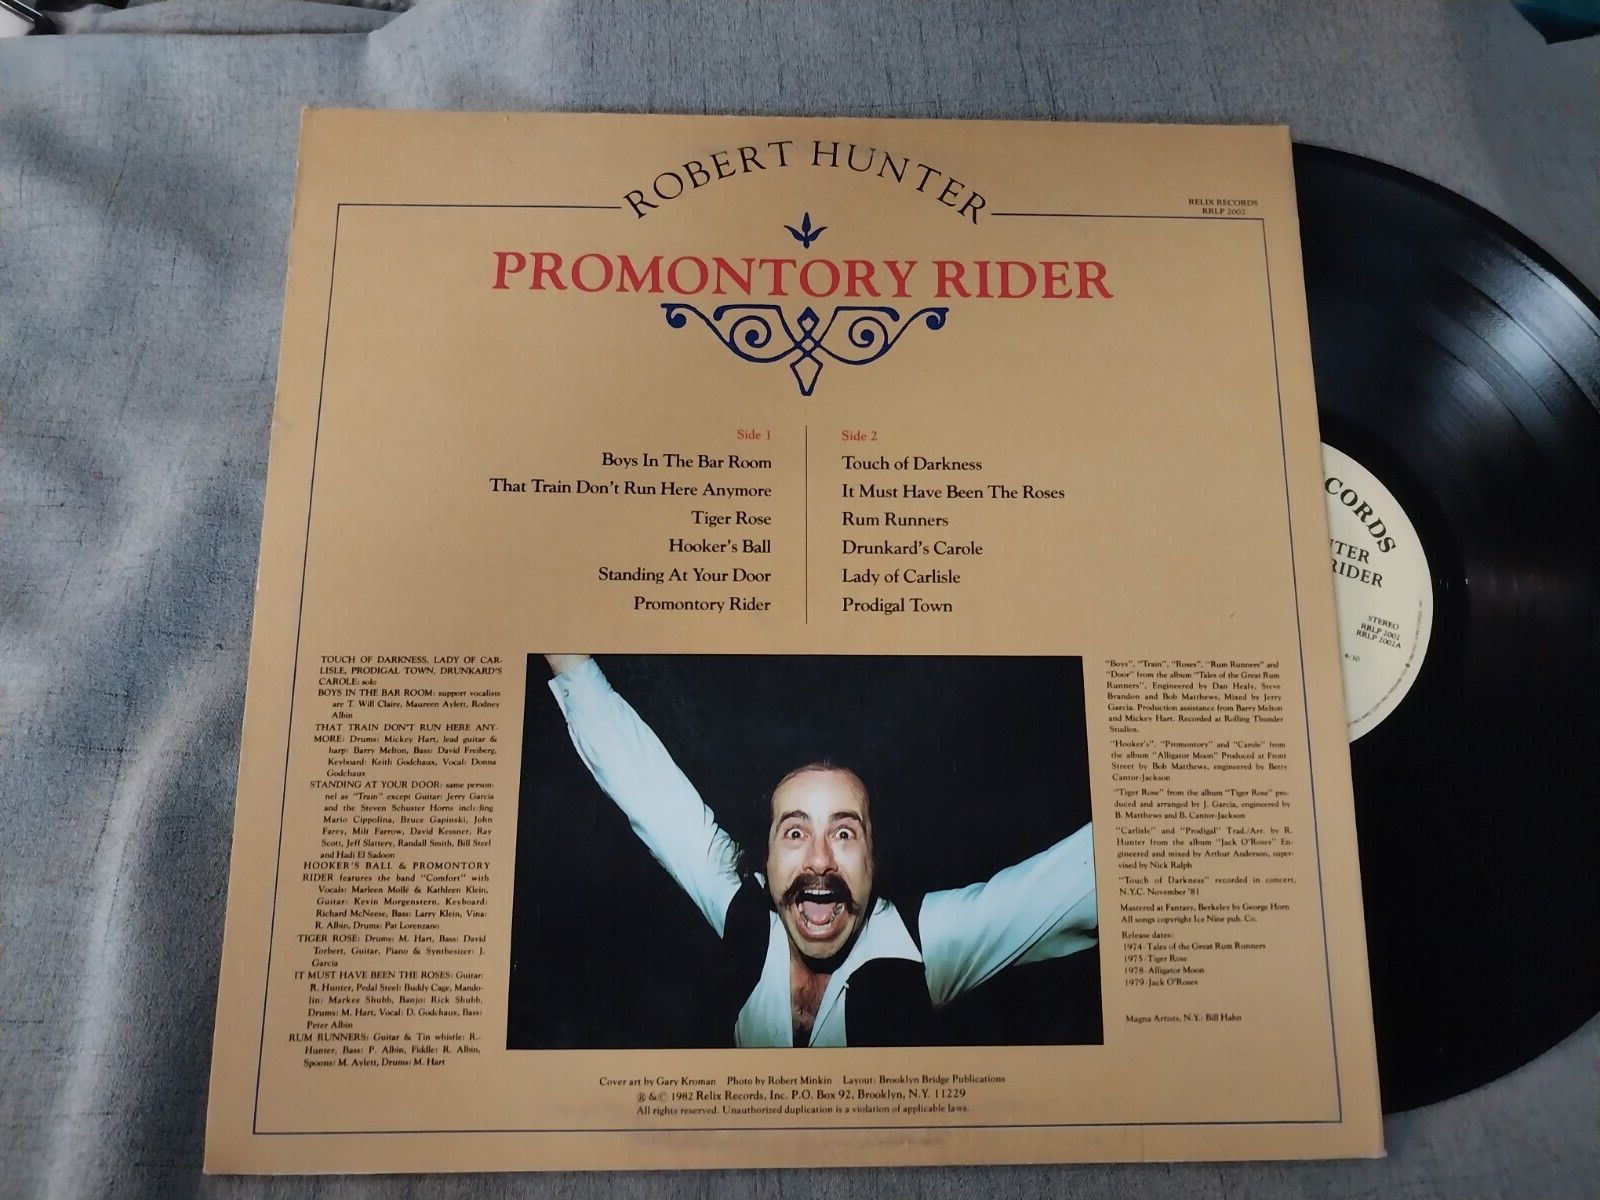 ROBERT HUNTER
RELIX RECORDS
RRLP 2002
PROMONTORY RIDER
Side 1
Boys In The Bar Room
That Train Don't Run Here Anymore
Tiger Rose
Hooker's Ball
Standing At Your Door
Promontory Rider
Side 2
Touch of Darkness
It Must Have Been The Roses
Rum Runners
Drunkard's Carole
Lady of Carlisle
Prodigal Town
TOUCH OF DARKNESS, LADY OF CAR-
LISLE, PRODIGAL TOWN, DRUNKARD'S
CAROLE: solo
BOYS IN THE BAR ROOM: support vocalists
are T. Will Claire, Maureen Aylett, Rodney
Albin
THAT TRAIN DON'T RUN HERE ANY-
MORE: Drums: Mickey Hart, lead guitar &
harp: Barry Melton, Bass: David Freiberg,
Keyboard: Keith Godchaux, Vocal: Donna
Godchaux
STANDING AT YOUR DOOR: same person-
nel as "Train" except Guitar: Jerry Garcia
and the Steven Schuster Horns including
Mario Cippolina, Bruce Gapinski, John
Farey, Milt Farrow, David Kessner, Ray
Scott, Jeff Slattery, Randall Smith, Bill Steel
and Hadi El Sadoon
HOOKER'S BALL & PROMONTORY
RIDER features the band "Comfort" with
Vocals: Marleen Mollé & Kathleen Klein,
Guitar: Kevin Morgenstern, Keyboard:
Richard McNeese, Bass: Larry Klein, Vina:
R. Albin, Drums: Pat Lorenzano
TIGER ROSE: Drums: M. Hart, Bass: David
Torbert, Guitar, Piano & Synthesizer: J.
Garcia
IT MUST HAVE BEEN THE ROSES: Guitar:
R. Hunter, Pedal Steel: Buddy Cage, Mando-
lin: Markee Shubb, Banjo: Rick Shubb,
Drums: M. Hart, Vocal: D. Godchaux, Bass:
Peter Albin
RUM RUNNERS: Guitar & Tin whistle: R.
Hunter, Bass: P. Albin, Fiddle: R. Albin,
Spoons: M. Aylett, Drums: M. Hart
"Boys", "Train", "Roses", "Rum Runners" and
"Door" from the album "Tales of the Great Rum
Runners", Engineered by Dan Healy, Steve
Brandon and Bob Matthews, Mixed by Jerry
Garcia. Production assistance from Barry Melton
and Mickey Hart. Recorded at Rolling Thunder
Studios.
"Hooker's", "Promontory" and "Carole" from
the album "Alligator Moon" Produced at Front
Street by Bob Matthews, engineered by Betty
Cantor-Jackson
"Tiger Rose" from the album "Tiger Rose" pro-
duced and arranged by J. Garcia, engineered by
B. Matthews and B. Cantor-Jackson
"Carlisle" and "Prodigal" Trad./Arr. by R.
Hunter from the album "Jack O'Roses" En-
gineered and mixed by Arthur Anderson, super-
vised by Nick Ralph
"Touch of Darkness" recorded in concert,
N.Y.C. November '81
Mastered at Fantasy, Berkeley by George Horn
All songs copyright Ice Nine pub. Co.
Release dates:
1974-Tales of the Great Rum Runners
1975-Tiger Rose
1978-Alligator Moon
1979-Jack O'Roses
Magna Artists, N.Y.: Bill Hahn
Cover art by Gary Kroman Photo by Robert Minkin Layout: Brooklyn Bridge Publications
℗ & © 1982 Relix Records, Inc. P.O. Box 92, Brooklyn, N.Y. 11229
All rights reserved. Unauthorized duplication is a violation of applicable laws.
CORDS
TER
RIDER
STEREO
RRLP 2002
RRLP 2002A
4:30